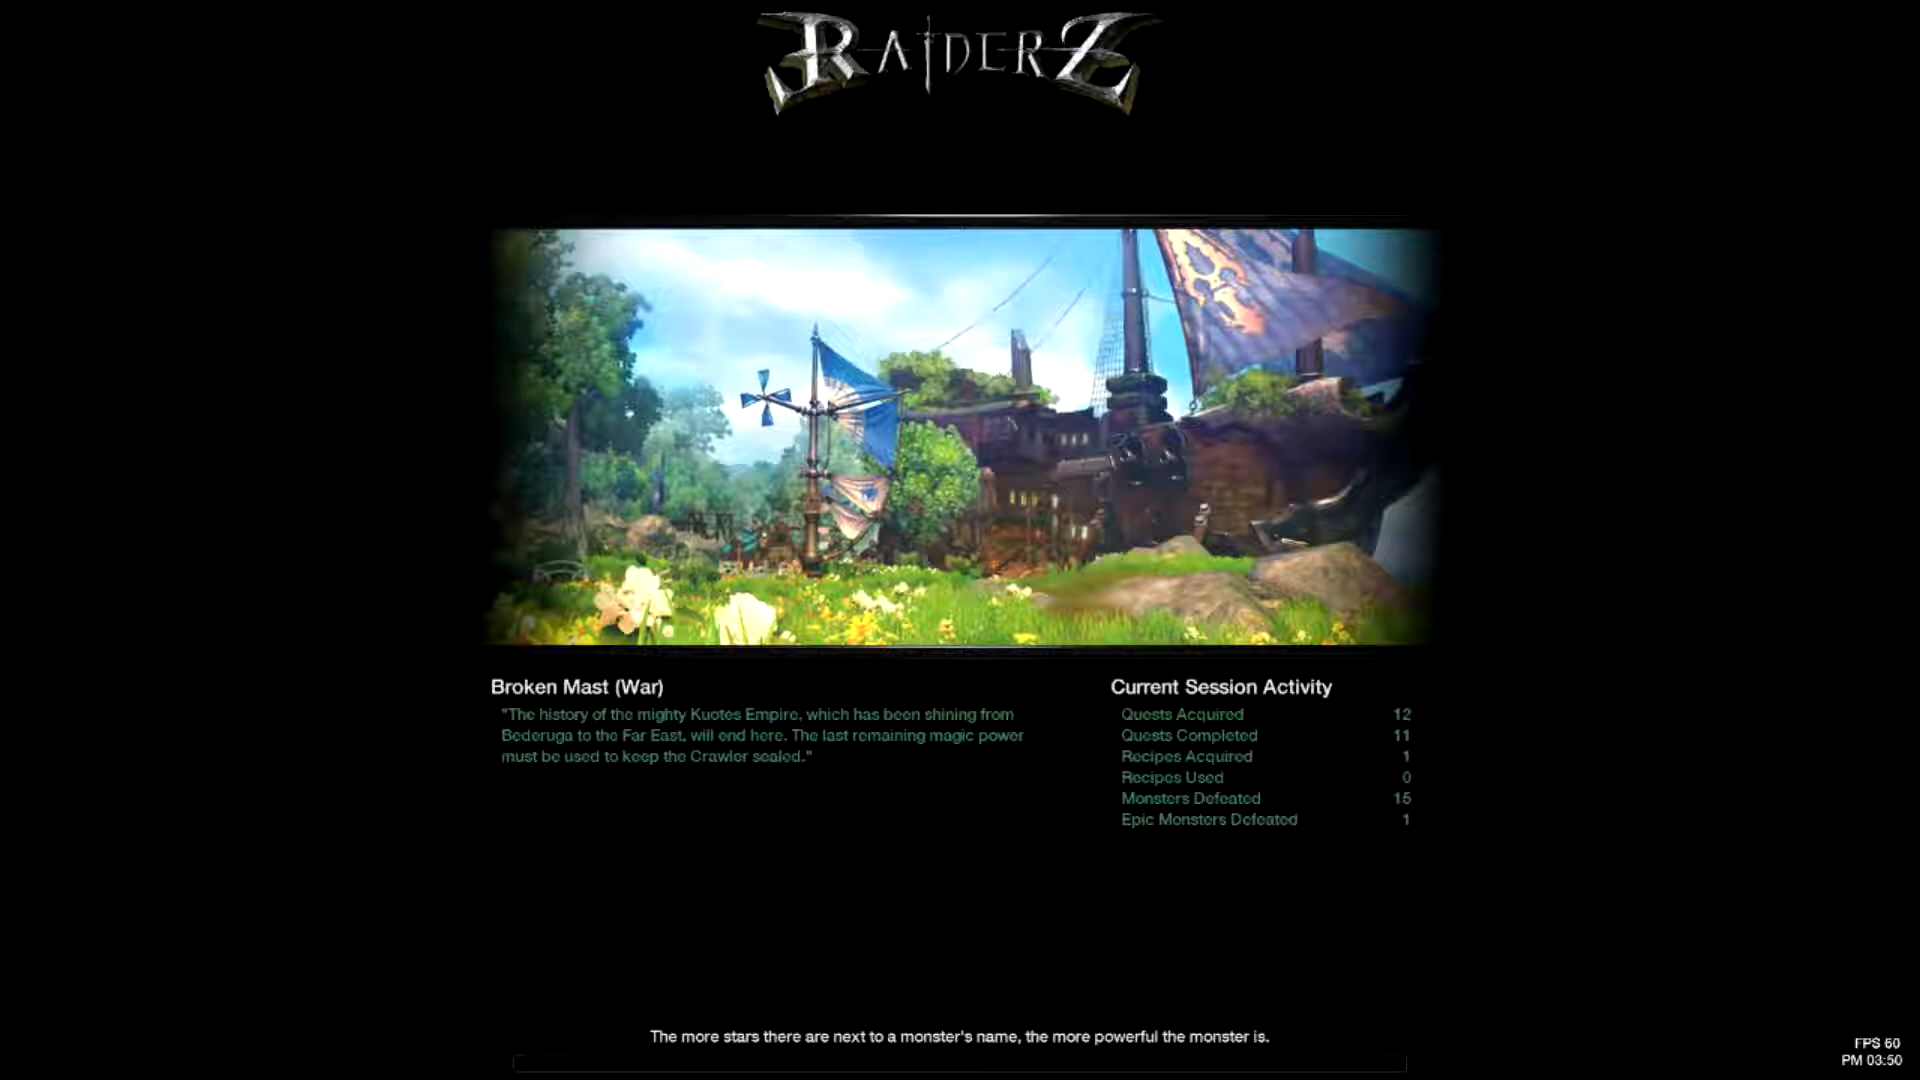 RAIDERZ
Broken Mast (War)
"The history of the mighty Kuotes Empire, which has been shining from
Bederuga to the Far East, will end here. The last remaining magic power
must be used to keep the Crawler sealed."
Current Session Activity
Quests Acquired 12
Quests Completed 11
Recipes Acquired 1
Recipes Used 0
Monsters Defeated 15
Epic Monsters Defeated 1
The more stars there are next to a monster's name, the more powerful the monster is.
FPS 60
PM 03:50